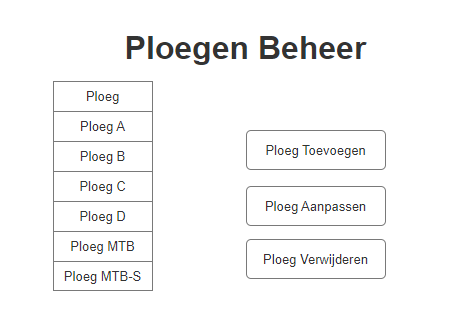 Ploegen Beheer
Ploeg
Ploeg A
Ploeg B
Ploeg C
Ploeg D
Ploeg MTB
Ploeg MTB-S
Ploeg Toevoegen
Ploeg Aanpassen
Ploeg Verwijderen